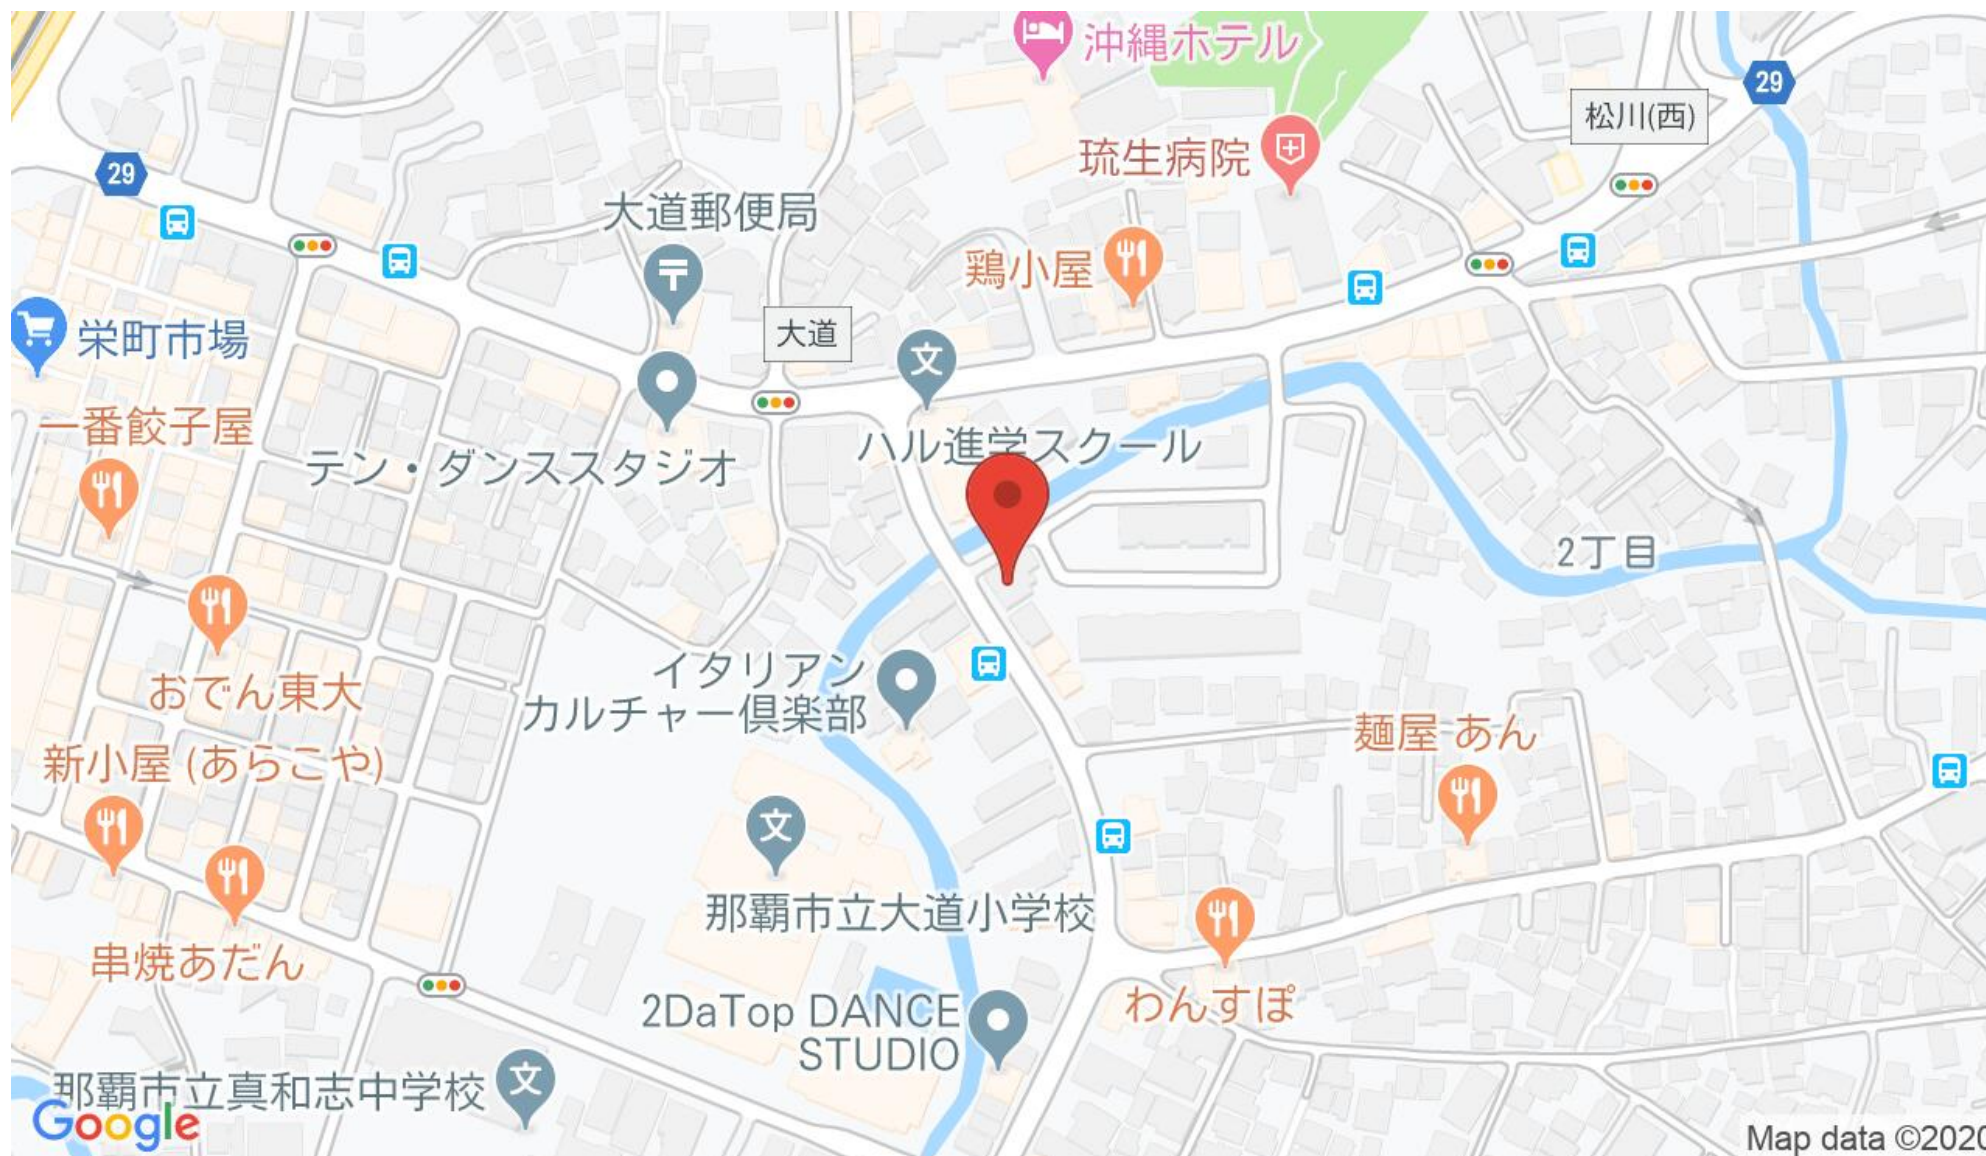 沖縄ホテル
29
松川(西)
琉生病院
29
大道郵便局
鶏小屋
大道
栄町市場
一番餃子屋
テン・ダンススタジオ
ハル進学スクール
文
2丁目
おでん東大
イタリアン
カルチャー倶楽部
新小屋 (あらこや)
麺屋 あん
文
那覇市立大道小学校
串焼あだん
わんすぽ
2DaTop DANCE
STUDIO
那覇市立真和志中学校
文
Google
Map data ©2020